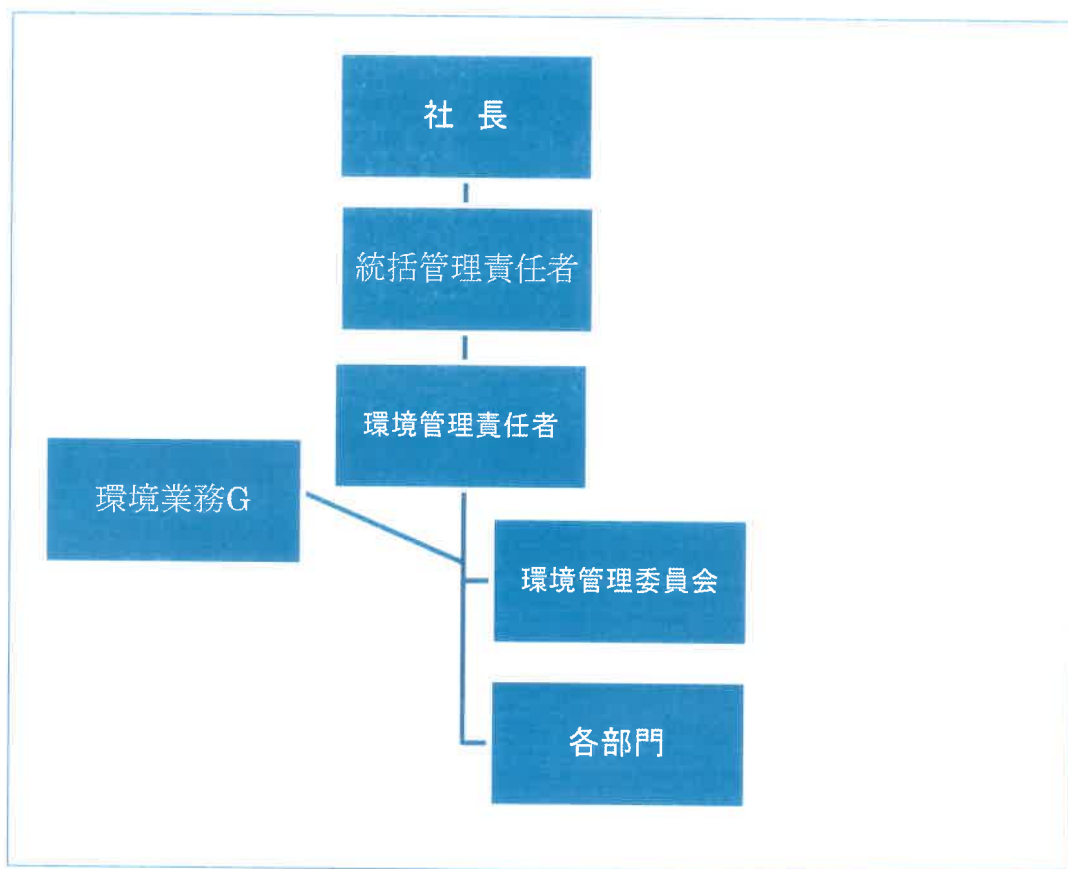 社 長
統括管理責任者
環境管理責任者
環境業務G
環境管理委員会
各部門